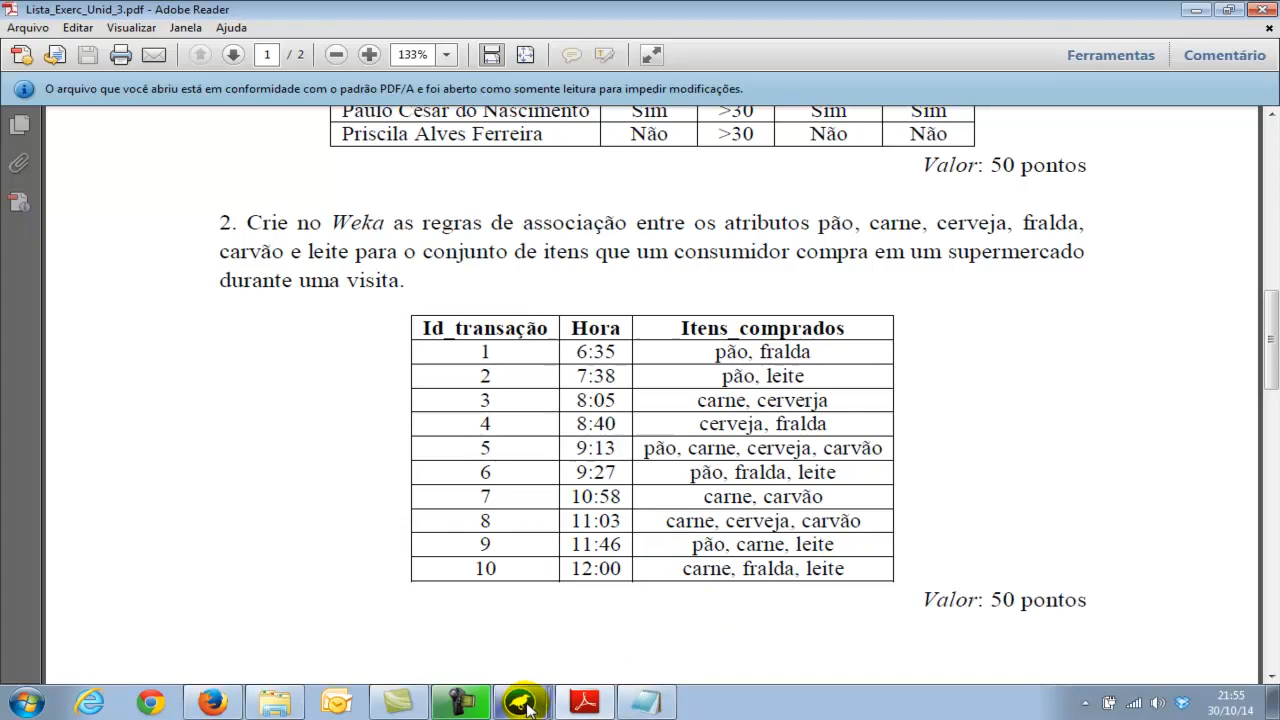 Lista_Exerc_Unid_3.pdf - Adobe Reader
Arquivo Editar Visualizar Janela Ajuda
1 / 2 133% Ferramentas Comentário
O arquivo que você abriu está em conformidade com o padrão PDF/A e foi aberto como somente leitura para impedir modificações.
Paulo César do Nascimento Sim >30 Sim Sim
Priscila Alves Ferreira Não >30 Não Não
Valor: 50 pontos
2. Crie no Weka as regras de associação entre os atributos pão, carne, cerveja, fralda,
carvão e leite para o conjunto de itens que um consumidor compra em um supermercado
durante uma visita.
Id_transação Hora Itens_comprados
1 6:35 pão, fralda
2 7:38 pão, leite
3 8:05 carne, cerverja
4 8:40 cerveja, fralda
5 9:13 pão, carne, cerveja, carvão
6 9:27 pão, fralda, leite
7 10:58 carne, carvão
8 11:03 carne, cerveja, carvão
9 11:46 pão, carne, leite
10 12:00 carne, fralda, leite
Valor: 50 pontos
21:55
30/10/14